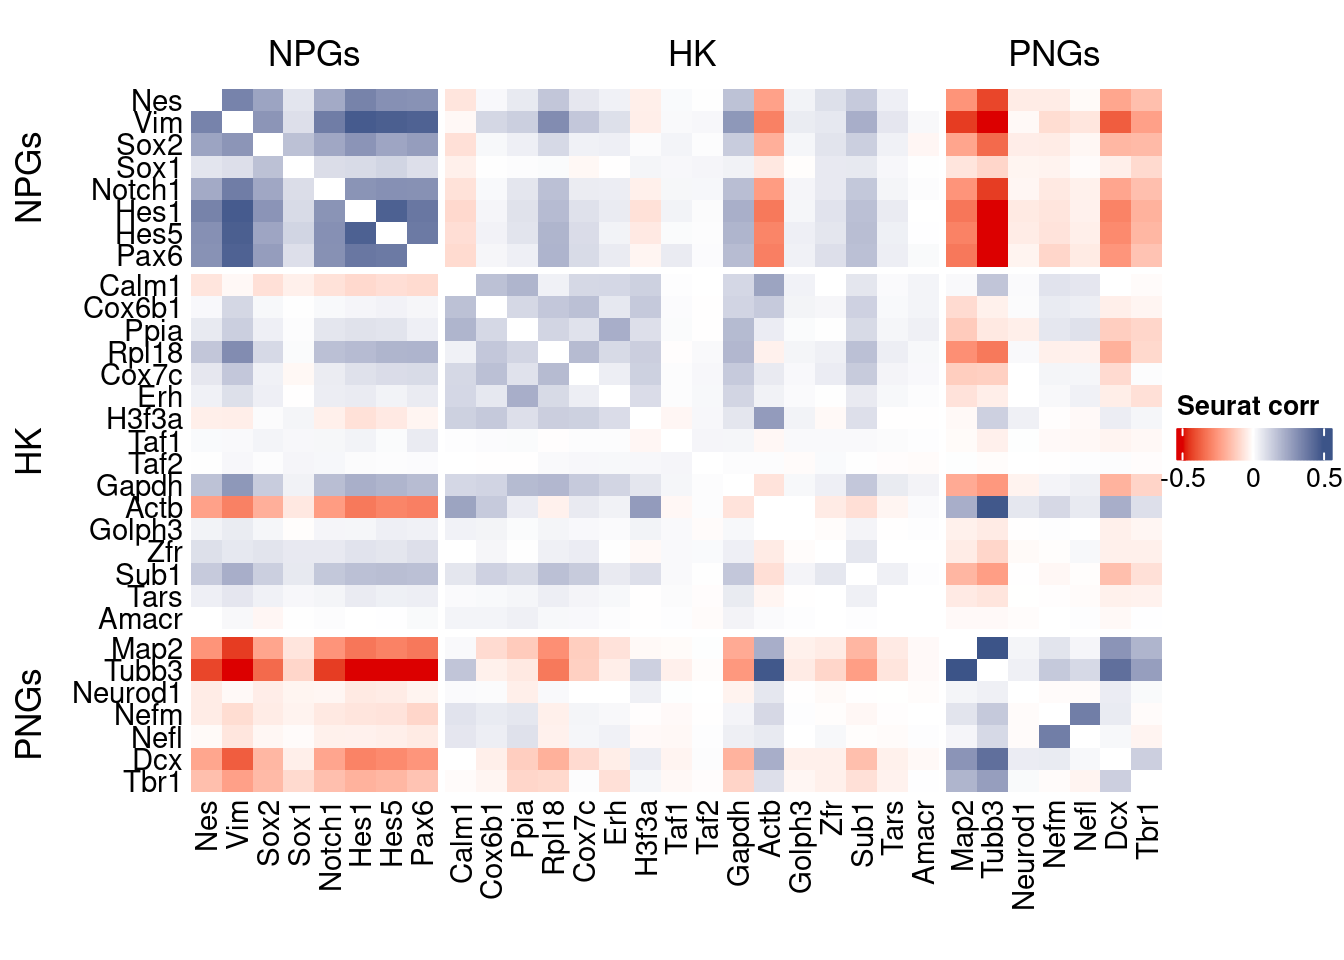 NPGs HK PNGs
NPGs
HK
PNGs
Nes
Vim
Sox2
Sox1
Notch1
Hes1
Hes5
Pax6
Calm1
Cox6b1
Ppia
Rpl18
Cox7c
Erh
H3f3a
Taf1
Taf2
Gapdh
Actb
Golph3
Zfr
Sub1
Tars
Amacr
Map2
Tubb3
Neurod1
Nefm
Nefl
Dcx
Tbr1
Nes
Vim
Sox2
Sox1
Notch1
Hes1
Hes5
Pax6
Calm1
Cox6b1
Ppia
Rpl18
Cox7c
Erh
H3f3a
Taf1
Taf2
Gapdh
Actb
Golph3
Zfr
Sub1
Tars
Amacr
Map2
Tubb3
Neurod1
Nefm
Nefl
Dcx
Tbr1
Seurat corr
-0.5 0 0.5